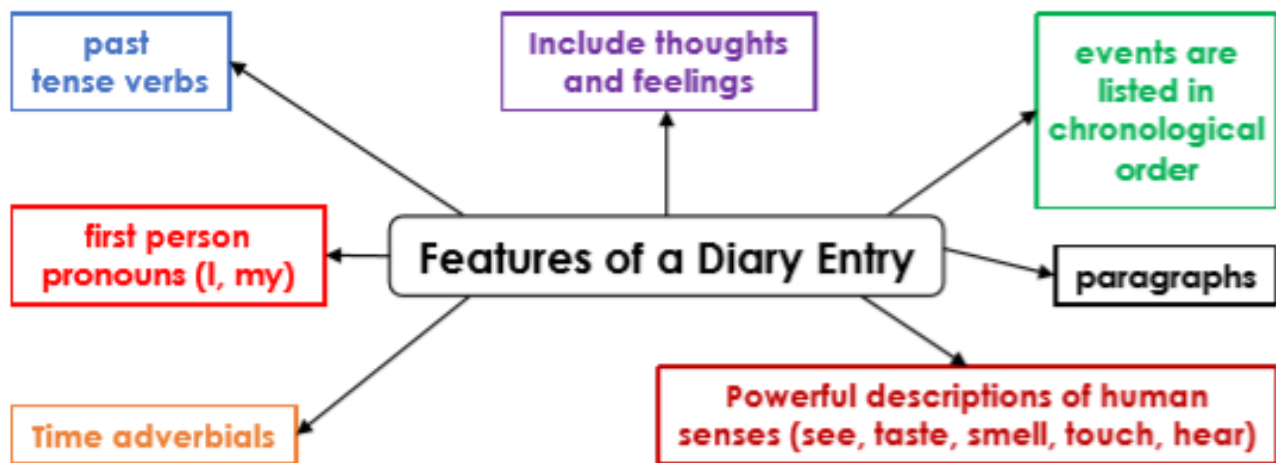 past
tense verbs
Include thoughts
and feelings
events are
listed in
chronological
order
first person
pronouns (I, my)
Features of a Diary Entry
paragraphs
Time adverbials
Powerful descriptions of human
senses (see, taste, smell, touch, hear)